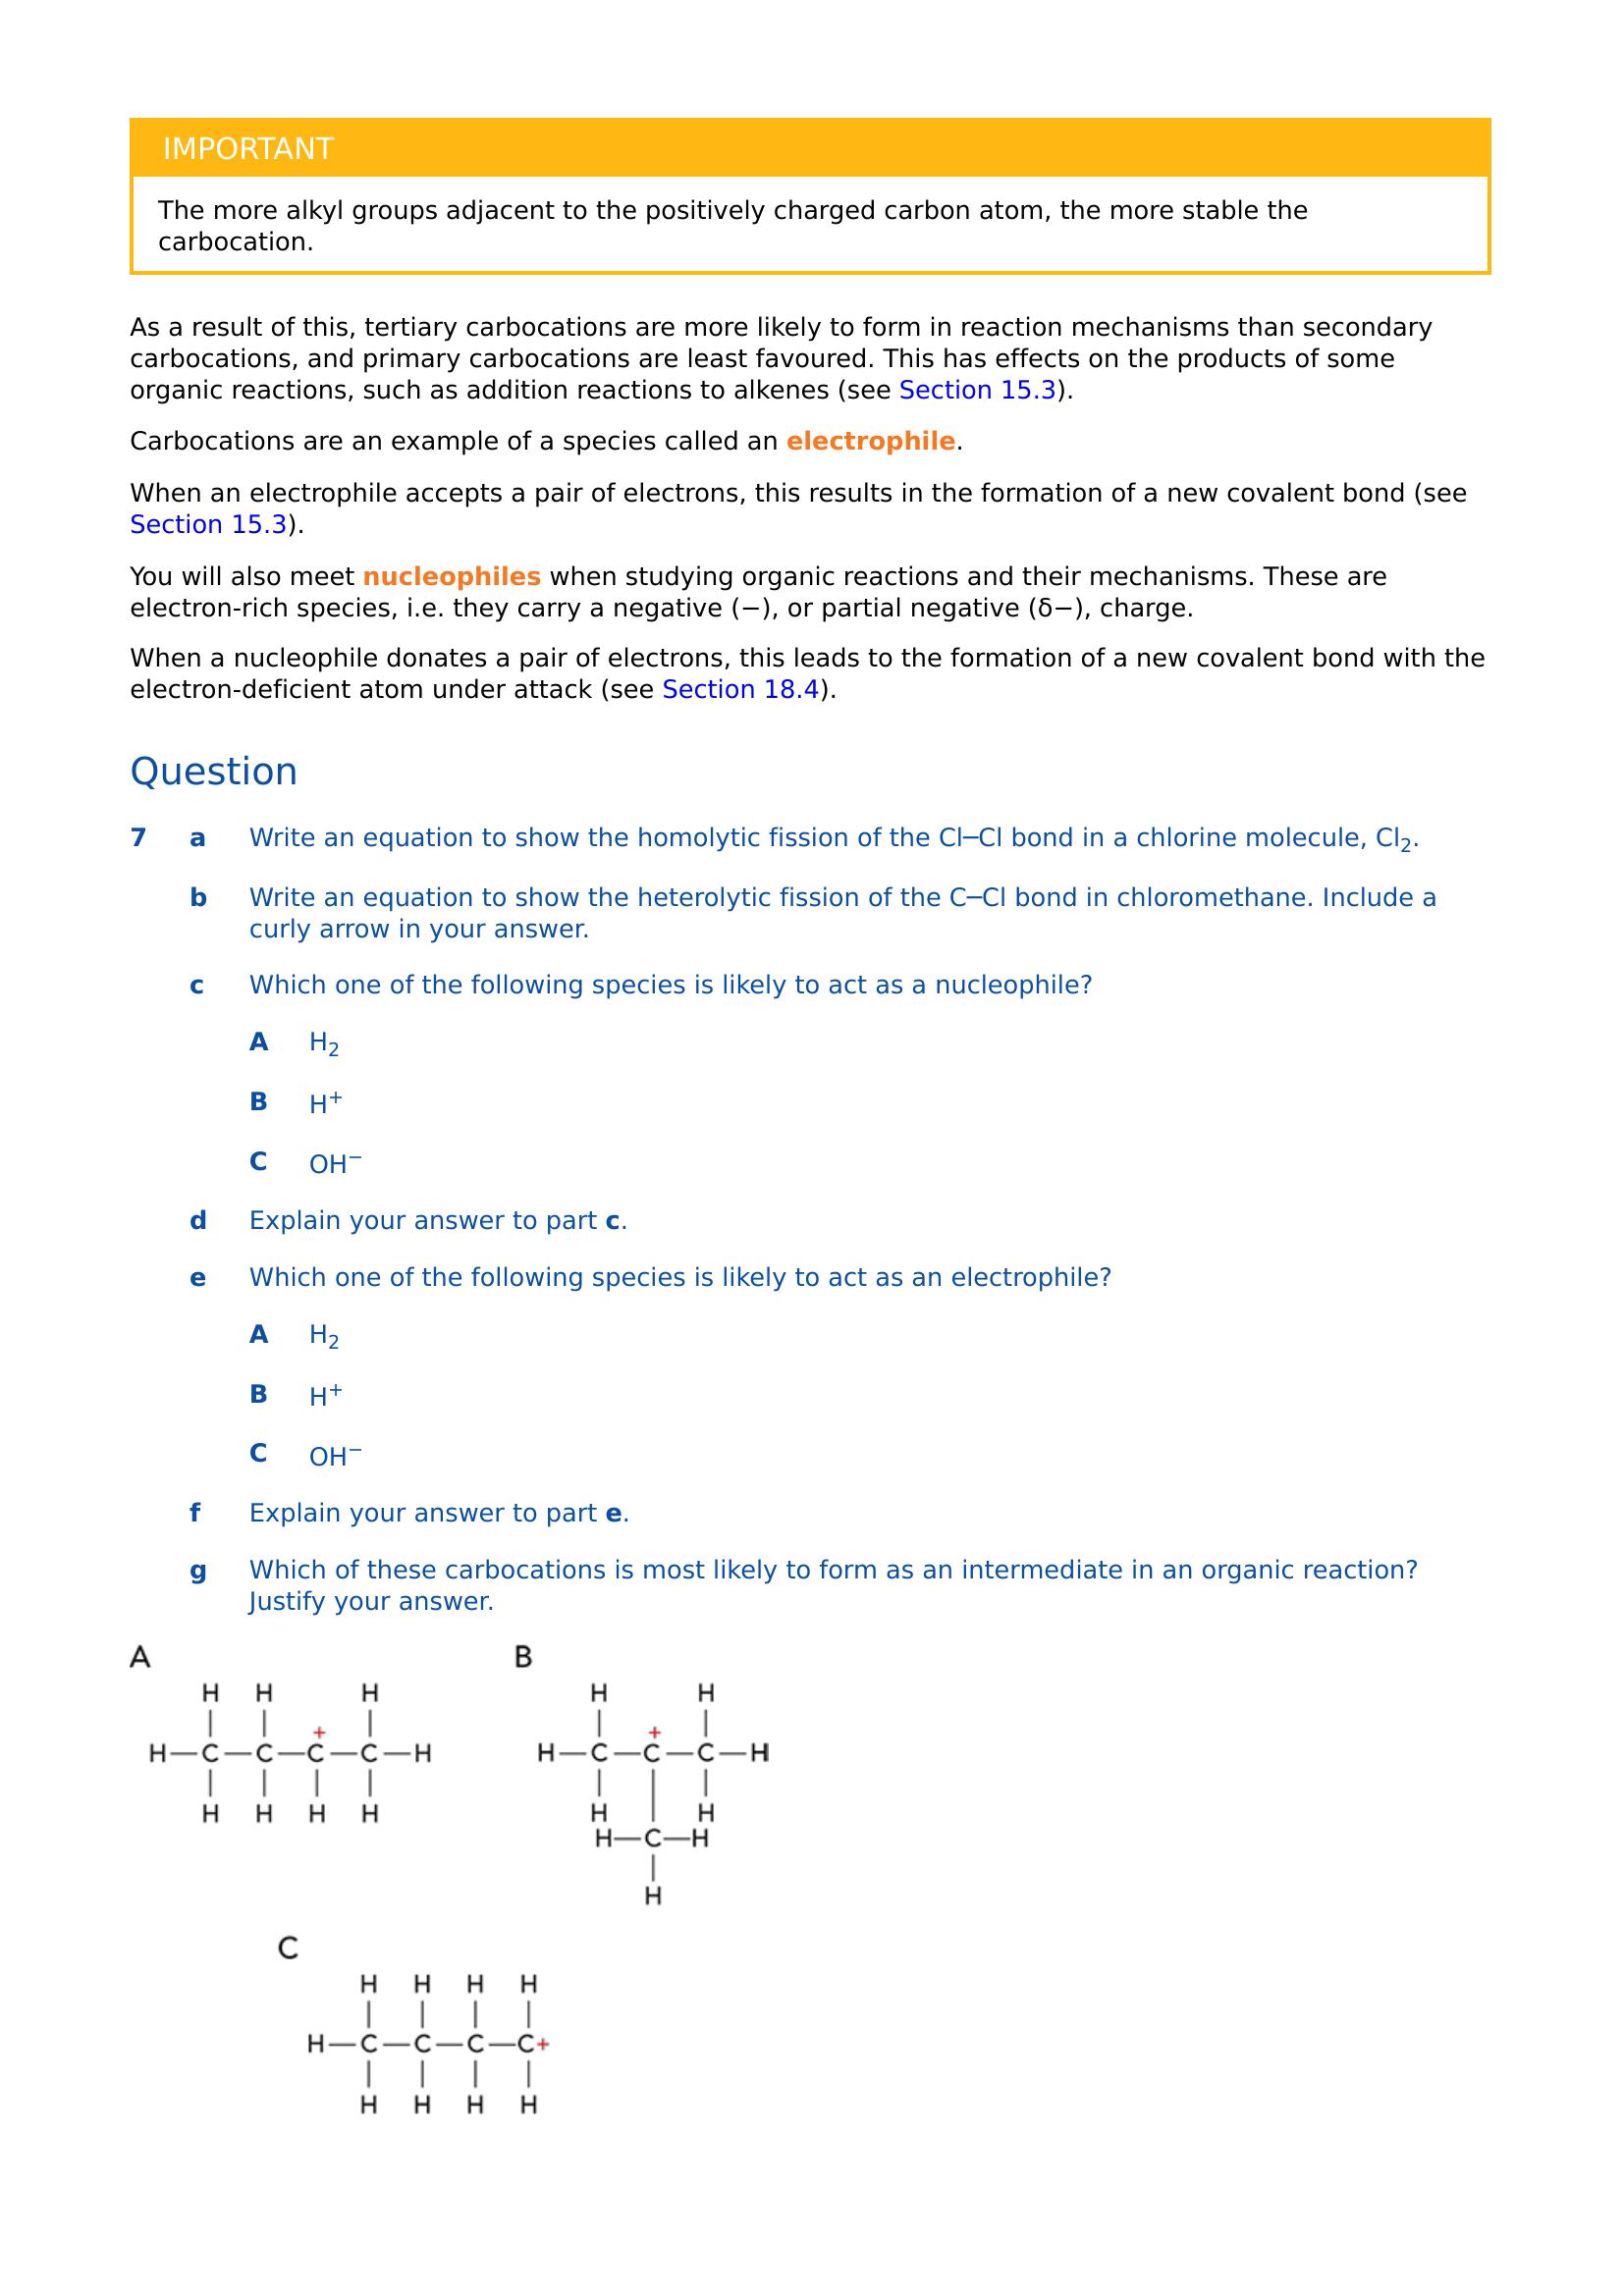 IMPORTANT
The more alkyl groups adjacent to the positively charged carbon atom, the more stable the
carbocation.
As a result of this, tertiary carbocations are more likely to form in reaction mechanisms than secondary
carbocations, and primary carbocations are least favoured. This has effects on the products of some
organic reactions, such as addition reactions to alkenes (see Section 15.3).
Carbocations are an example of a species called an electrophile.
When an electrophile accepts a pair of electrons, this results in the formation of a new covalent bond (see
Section 15.3).
You will also meet nucleophiles when studying organic reactions and their mechanisms. These are
electron-rich species, i.e. they carry a negative (−), or partial negative (δ−), charge.
When a nucleophile donates a pair of electrons, this leads to the formation of a new covalent bond with the
electron-deficient atom under attack (see Section 18.4).
Question
7 a Write an equation to show the homolytic fission of the Cl─Cl bond in a chlorine molecule, Cl₂.
b Write an equation to show the heterolytic fission of the C─Cl bond in chloromethane. Include a
curly arrow in your answer.
c Which one of the following species is likely to act as a nucleophile?
A H₂
B H⁺
C OH⁻
d Explain your answer to part c.
e Which one of the following species is likely to act as an electrophile?
A H₂
B H⁺
C OH⁻
f Explain your answer to part e.
g Which of these carbocations is most likely to form as an intermediate in an organic reaction?
Justify your answer.
A B
H H H H H
+ +
H—C—C—C—C—H H—C—C—C—H
H H H H H H
H—C—H
H
C
H H H H
H—C—C—C—C+
H H H H